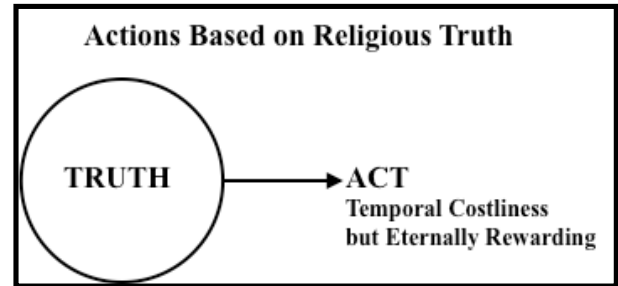 Actions Based on Religious Truth
TRUTH
ACT
Temporal Costliness
but Eternally Rewarding